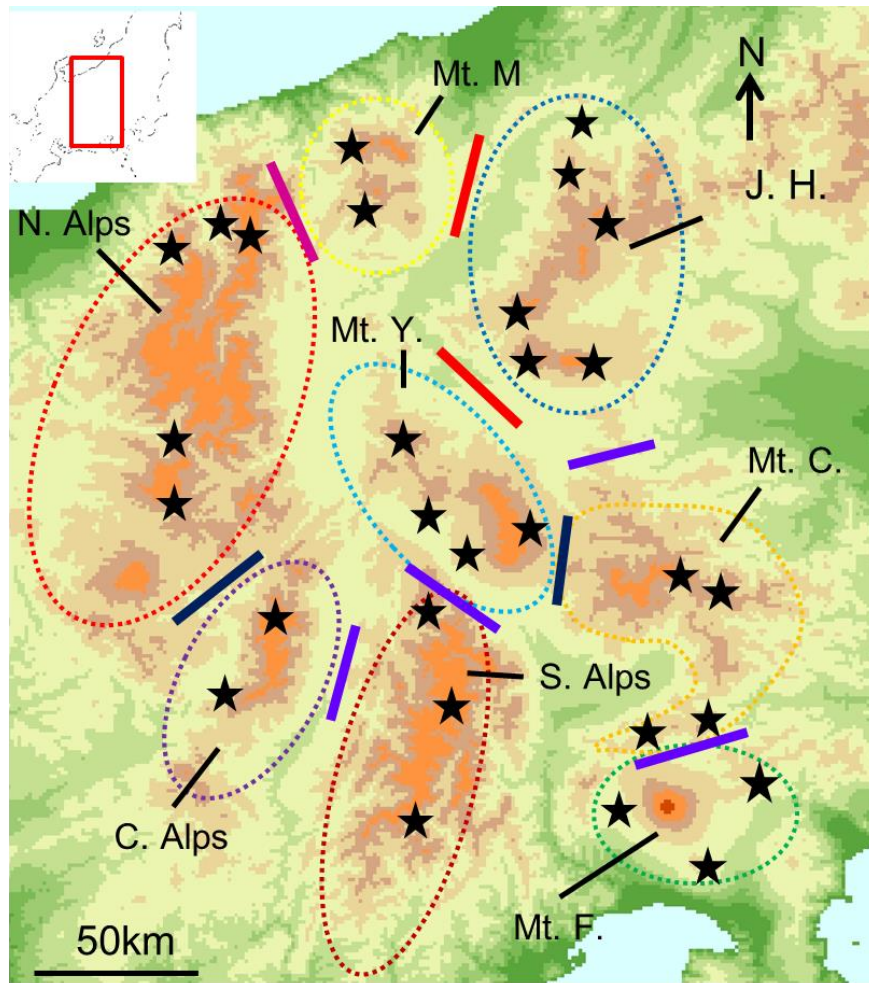 Mt. M
N
J. H.
N. Alps
Mt. Y.
Mt. C.
S. Alps
C. Alps
Mt. F.
50km